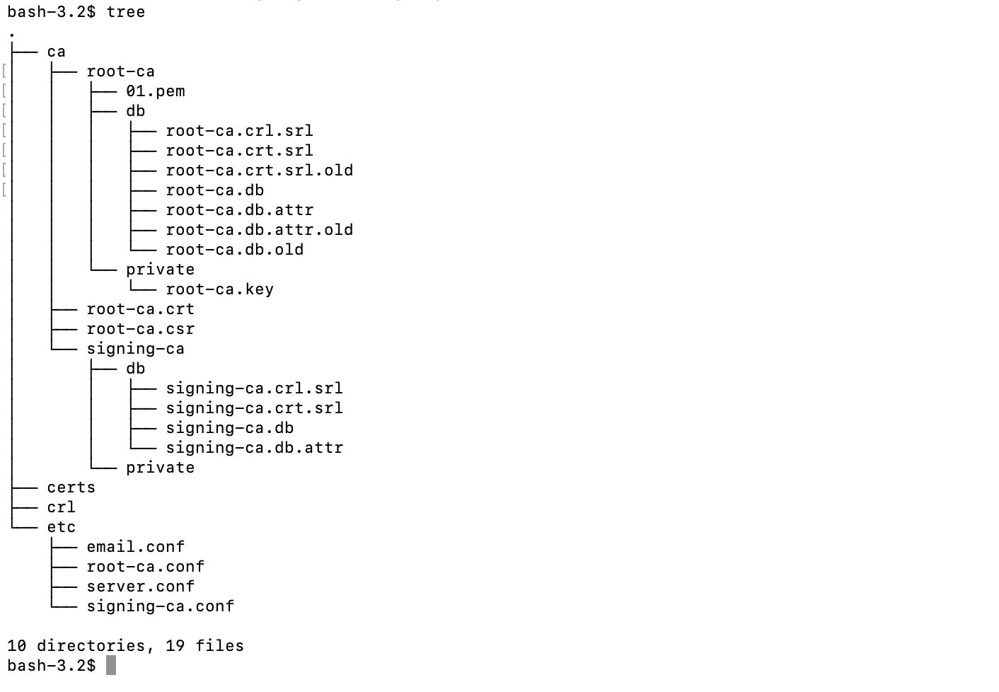 bash-3.2$ tree
.
├── ca
│   ├── root-ca
│   │   ├── 01.pem
│   │   ├── db
│   │   │   ├── root-ca.crl.srl
│   │   │   ├── root-ca.crt.srl
│   │   │   ├── root-ca.crt.srl.old
│   │   │   ├── root-ca.db
│   │   │   ├── root-ca.db.attr
│   │   │   ├── root-ca.db.attr.old
│   │   │   └── root-ca.db.old
│   │   └── private
│   │       └── root-ca.key
│   ├── root-ca.crt
│   ├── root-ca.csr
│   └── signing-ca
│       ├── db
│       │   ├── signing-ca.crl.srl
│       │   ├── signing-ca.crt.srl
│       │   ├── signing-ca.db
│       │   └── signing-ca.db.attr
│       └── private
├── certs
├── crl
└── etc
    ├── email.conf
    ├── root-ca.conf
    ├── server.conf
    └── signing-ca.conf

10 directories, 19 files
bash-3.2$